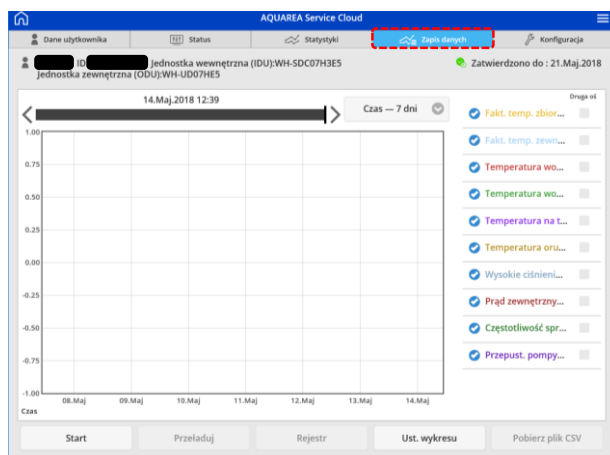 AQUAREA Service Cloud
Dane użytkownika Status Statystyki Zapis danych Konfiguracja
ID Jednostka wewnętrzna (IDU):WH-SDC07H3E5 Zatwierdzono do : 21.Maj.2018
Jednostka zewnętrzna (ODU):WH-UD07HE5
14.Maj.2018 12:39
Czas — 7 dni
Druga oś
1.00
0.75
0.50
0.25
0.00
-0.25
-0.50
-0.75
-1.00
08.Maj 09.Maj 10.Maj 11.Maj 12.Maj 13.Maj 14.Maj
Czas
Fakt. temp. zbior...
Fakt. temp. zewn...
Temperatura wo...
Temperatura wo...
Temperatura na t...
Temperatura oru...
Wysokie ciśnieni...
Prąd zewnętrzny...
Częstotliwość spr...
Przepust. pompy...
Start Przeładuj Rejestr Ust. wykresu Pobierz plik CSV